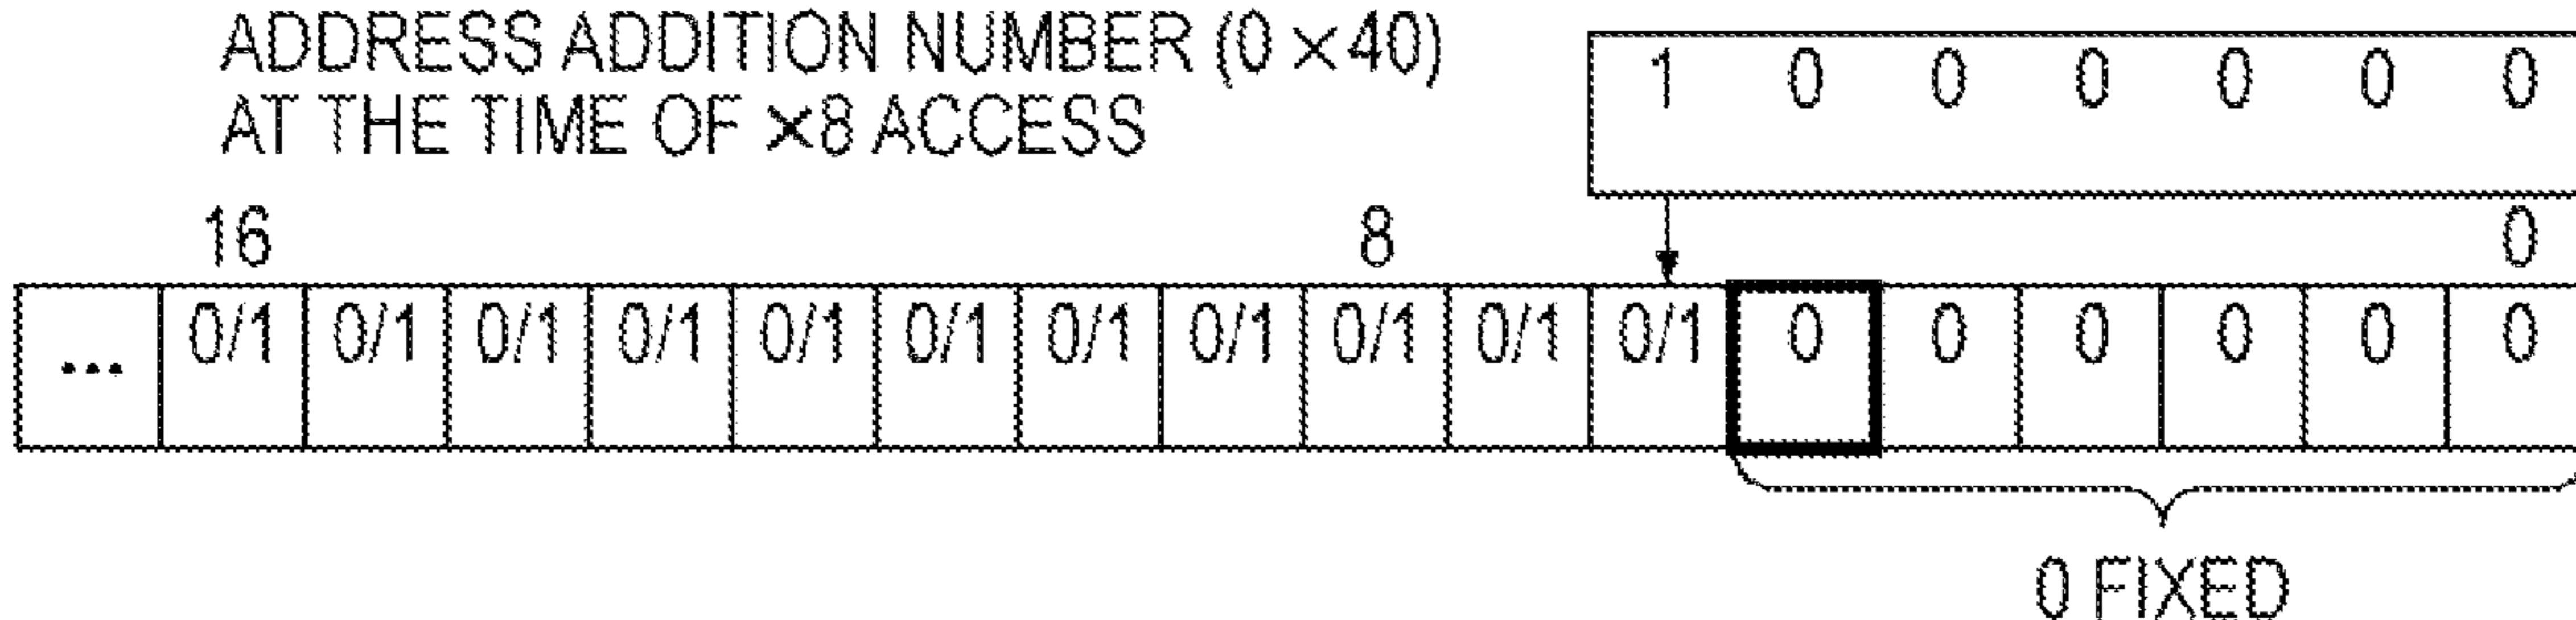 ADDRESS ADDITION NUMBER (0 ×40)
AT THE TIME OF ×8 ACCESS
1 0 0 0 0 0 0
16 8 0
... 0/1 0/1 0/1 0/1 0/1 0/1 0/1 0/1 0/1 0/1 0/1 0 0 0 0 0 0
0 FIXED